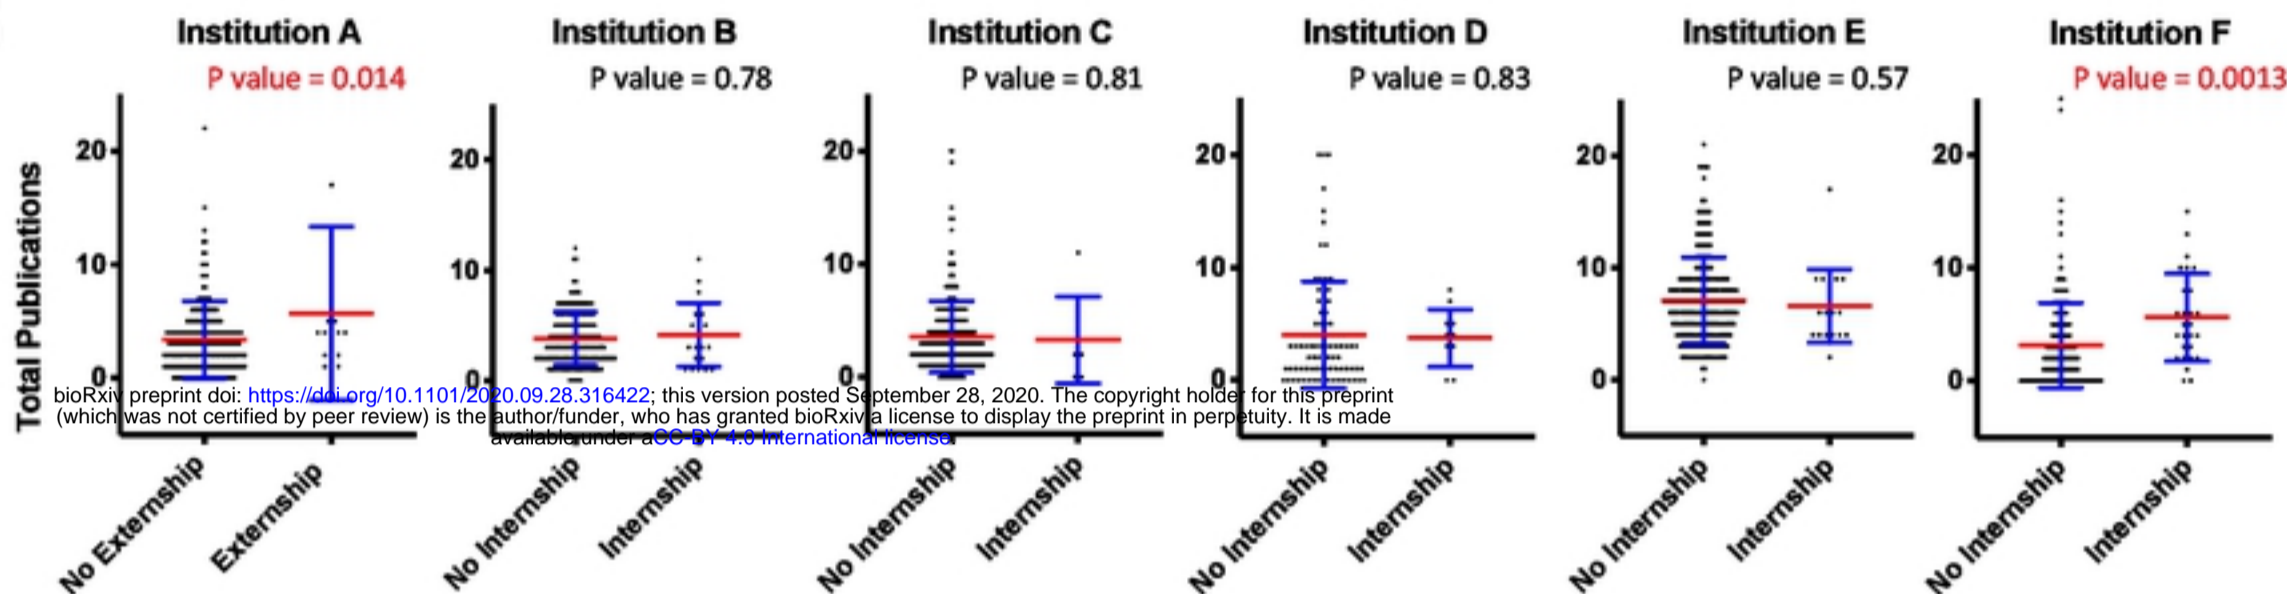 Institution A
P value = 0.014
Institution B
P value = 0.78
Institution C
P value = 0.81
Institution D
P value = 0.83
Institution E
P value = 0.57
Institution F
P value = 0.0013
Total Publications
20
10
0
20
10
0
20
10
0
20
10
0
20
10
0
20
10
0
bioRxiv preprint doi: https://doi.org/10.1101/2020.09.28.316422; this version posted September 28, 2020. The copyright holder for this preprint
(which was not certified by peer review) is the author/funder, who has granted bioRxiv a license to display the preprint in perpetuity. It is made
available under aCC-BY 4.0 International license.
No Externship
Externship
No Internship
Internship
No Internship
Internship
No Internship
Internship
No Internship
Internship
No Internship
Internship